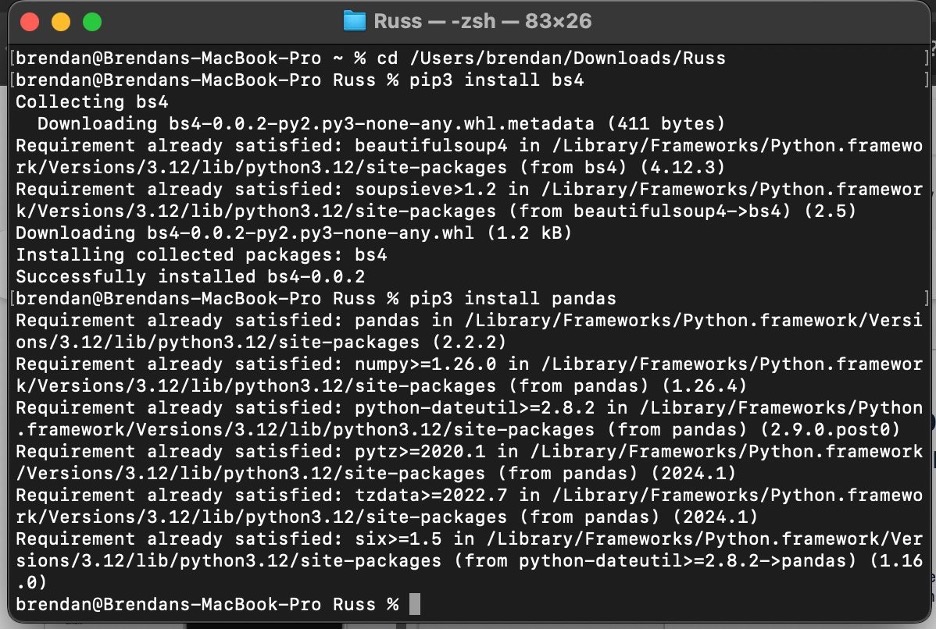 Russ — -zsh — 83×26
[brendan@Brendans-MacBook-Pro ~ % cd /Users/brendan/Downloads/Russ ]
[brendan@Brendans-MacBook-Pro Russ % pip3 install bs4 ]
Collecting bs4
  Downloading bs4-0.0.2-py2.py3-none-any.whl.metadata (411 bytes)
Requirement already satisfied: beautifulsoup4 in /Library/Frameworks/Python.framewo
rk/Versions/3.12/lib/python3.12/site-packages (from bs4) (4.12.3)
Requirement already satisfied: soupsieve>1.2 in /Library/Frameworks/Python.framewor
k/Versions/3.12/lib/python3.12/site-packages (from beautifulsoup4->bs4) (2.5)
Downloading bs4-0.0.2-py2.py3-none-any.whl (1.2 kB)
Installing collected packages: bs4
Successfully installed bs4-0.0.2
[brendan@Brendans-MacBook-Pro Russ % pip3 install pandas ]
Requirement already satisfied: pandas in /Library/Frameworks/Python.framework/Versi
ons/3.12/lib/python3.12/site-packages (2.2.2)
Requirement already satisfied: numpy>=1.26.0 in /Library/Frameworks/Python.framewor
k/Versions/3.12/lib/python3.12/site-packages (from pandas) (1.26.4)
Requirement already satisfied: python-dateutil>=2.8.2 in /Library/Frameworks/Python
.framework/Versions/3.12/lib/python3.12/site-packages (from pandas) (2.9.0.post0)
Requirement already satisfied: pytz>=2020.1 in /Library/Frameworks/Python.framework
/Versions/3.12/lib/python3.12/site-packages (from pandas) (2024.1)
Requirement already satisfied: tzdata>=2022.7 in /Library/Frameworks/Python.framewo
rk/Versions/3.12/lib/python3.12/site-packages (from pandas) (2024.1)
Requirement already satisfied: six>=1.5 in /Library/Frameworks/Python.framework/Ver
sions/3.12/lib/python3.12/site-packages (from python-dateutil>=2.8.2->pandas) (1.16
.0)
brendan@Brendans-MacBook-Pro Russ %